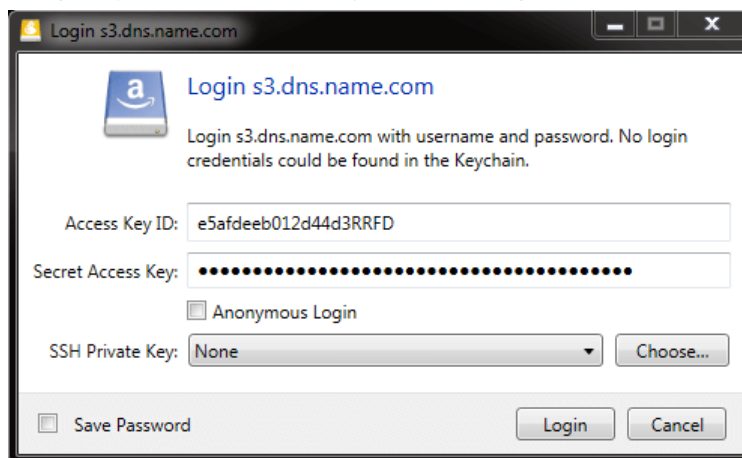 Login s3.dns.name.com
a
Login s3.dns.name.com
Login s3.dns.name.com with username and password. No login
credentials could be found in the Keychain.
Access Key ID: e5afdeeb012d44d3RRFD
Secret Access Key: ●●●●●●●●●●●●●●●●●●●●●●●●●●●●●●●●●●●●●●●●
Anonymous Login
SSH Private Key: None Choose...
Save Password Login Cancel